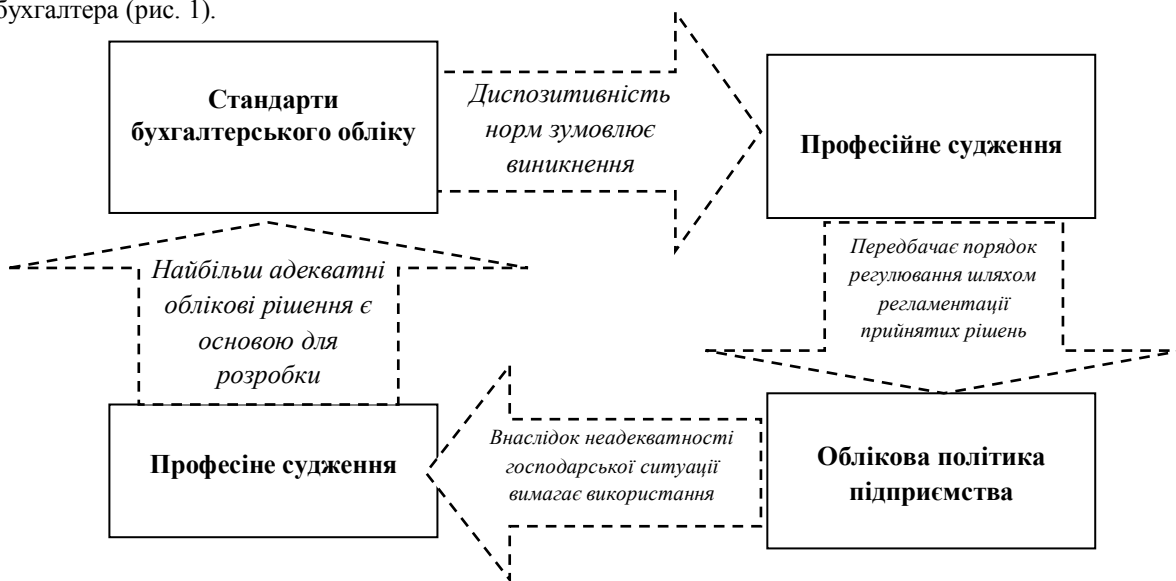 бухгалтера (рис. 1).
Стандарти
бухгалтерського обліку
Диспозитивність
норм зумовлює
виникнення
Професійне судження
Передбачає порядок
регулювання шляхом
регламентації
прийнятих рішень
Облікова політика
підприємства
Внаслідок неадекватності
господарської ситуації
вимагає використання
Професіне судження
Найбільш адекватні
облікові рішення є
основою для
розробки